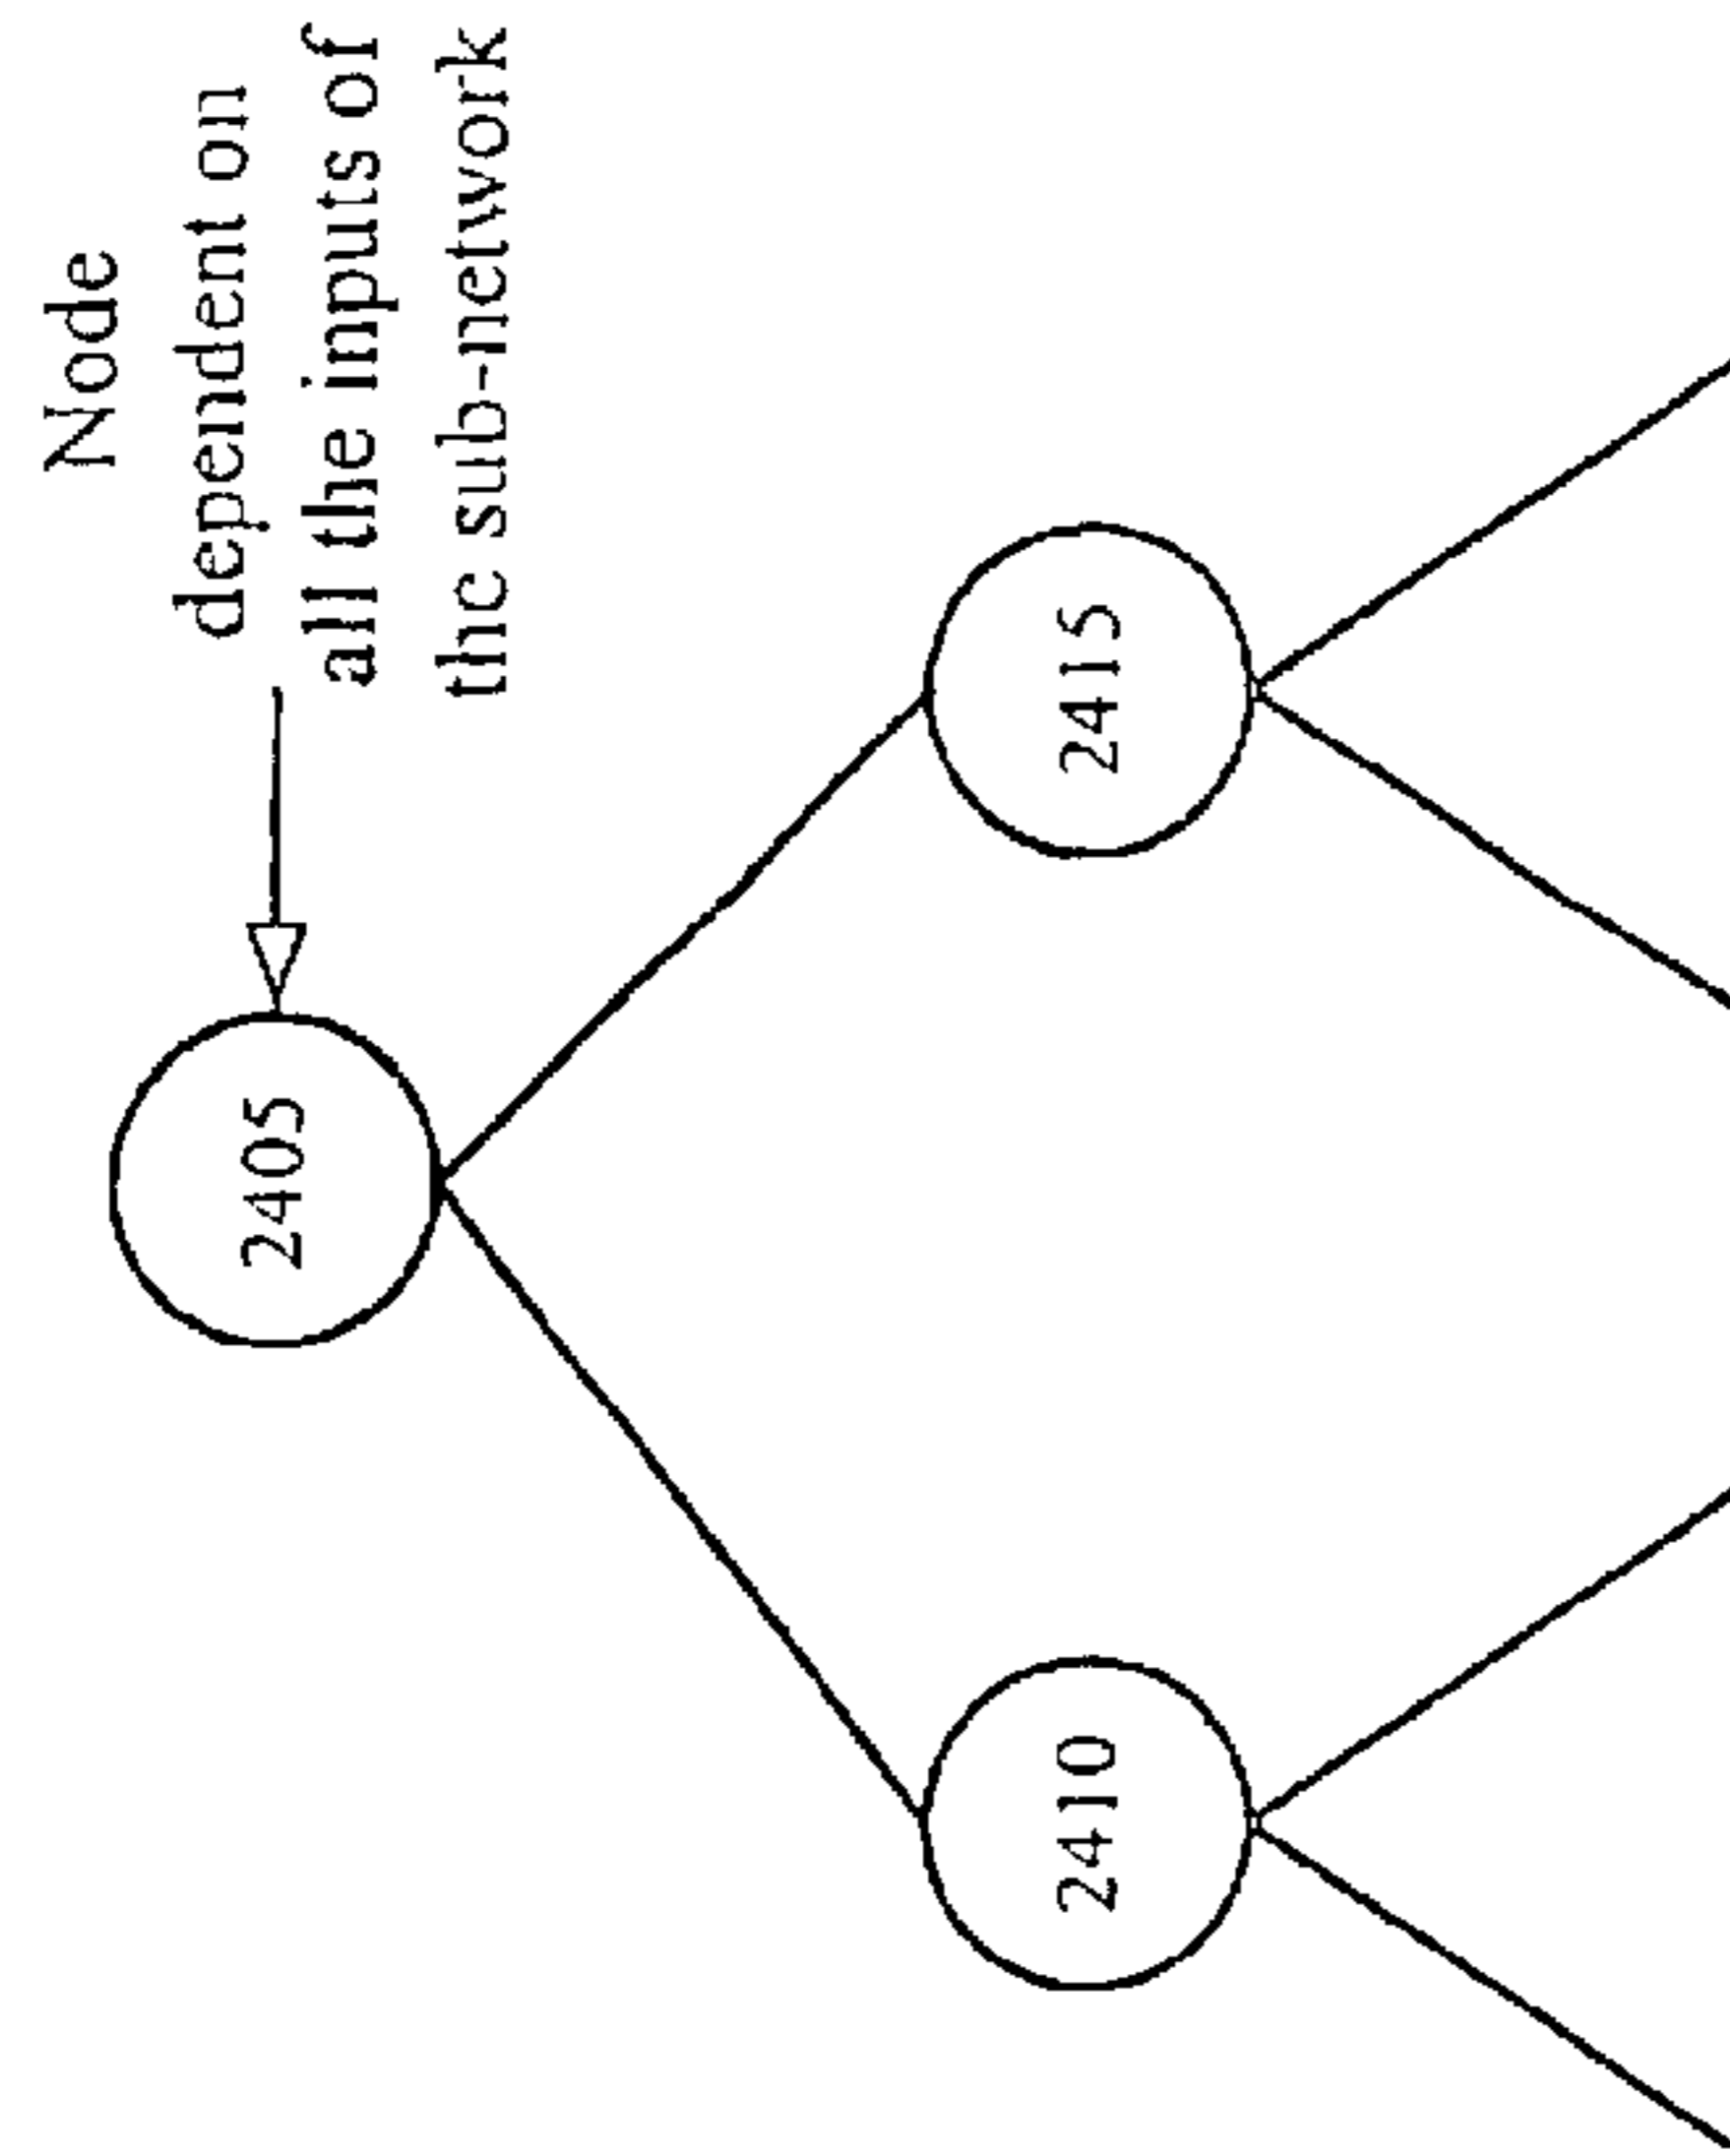 Node
dependent on
all the inputs of
the sub-network
2405
2410
2415